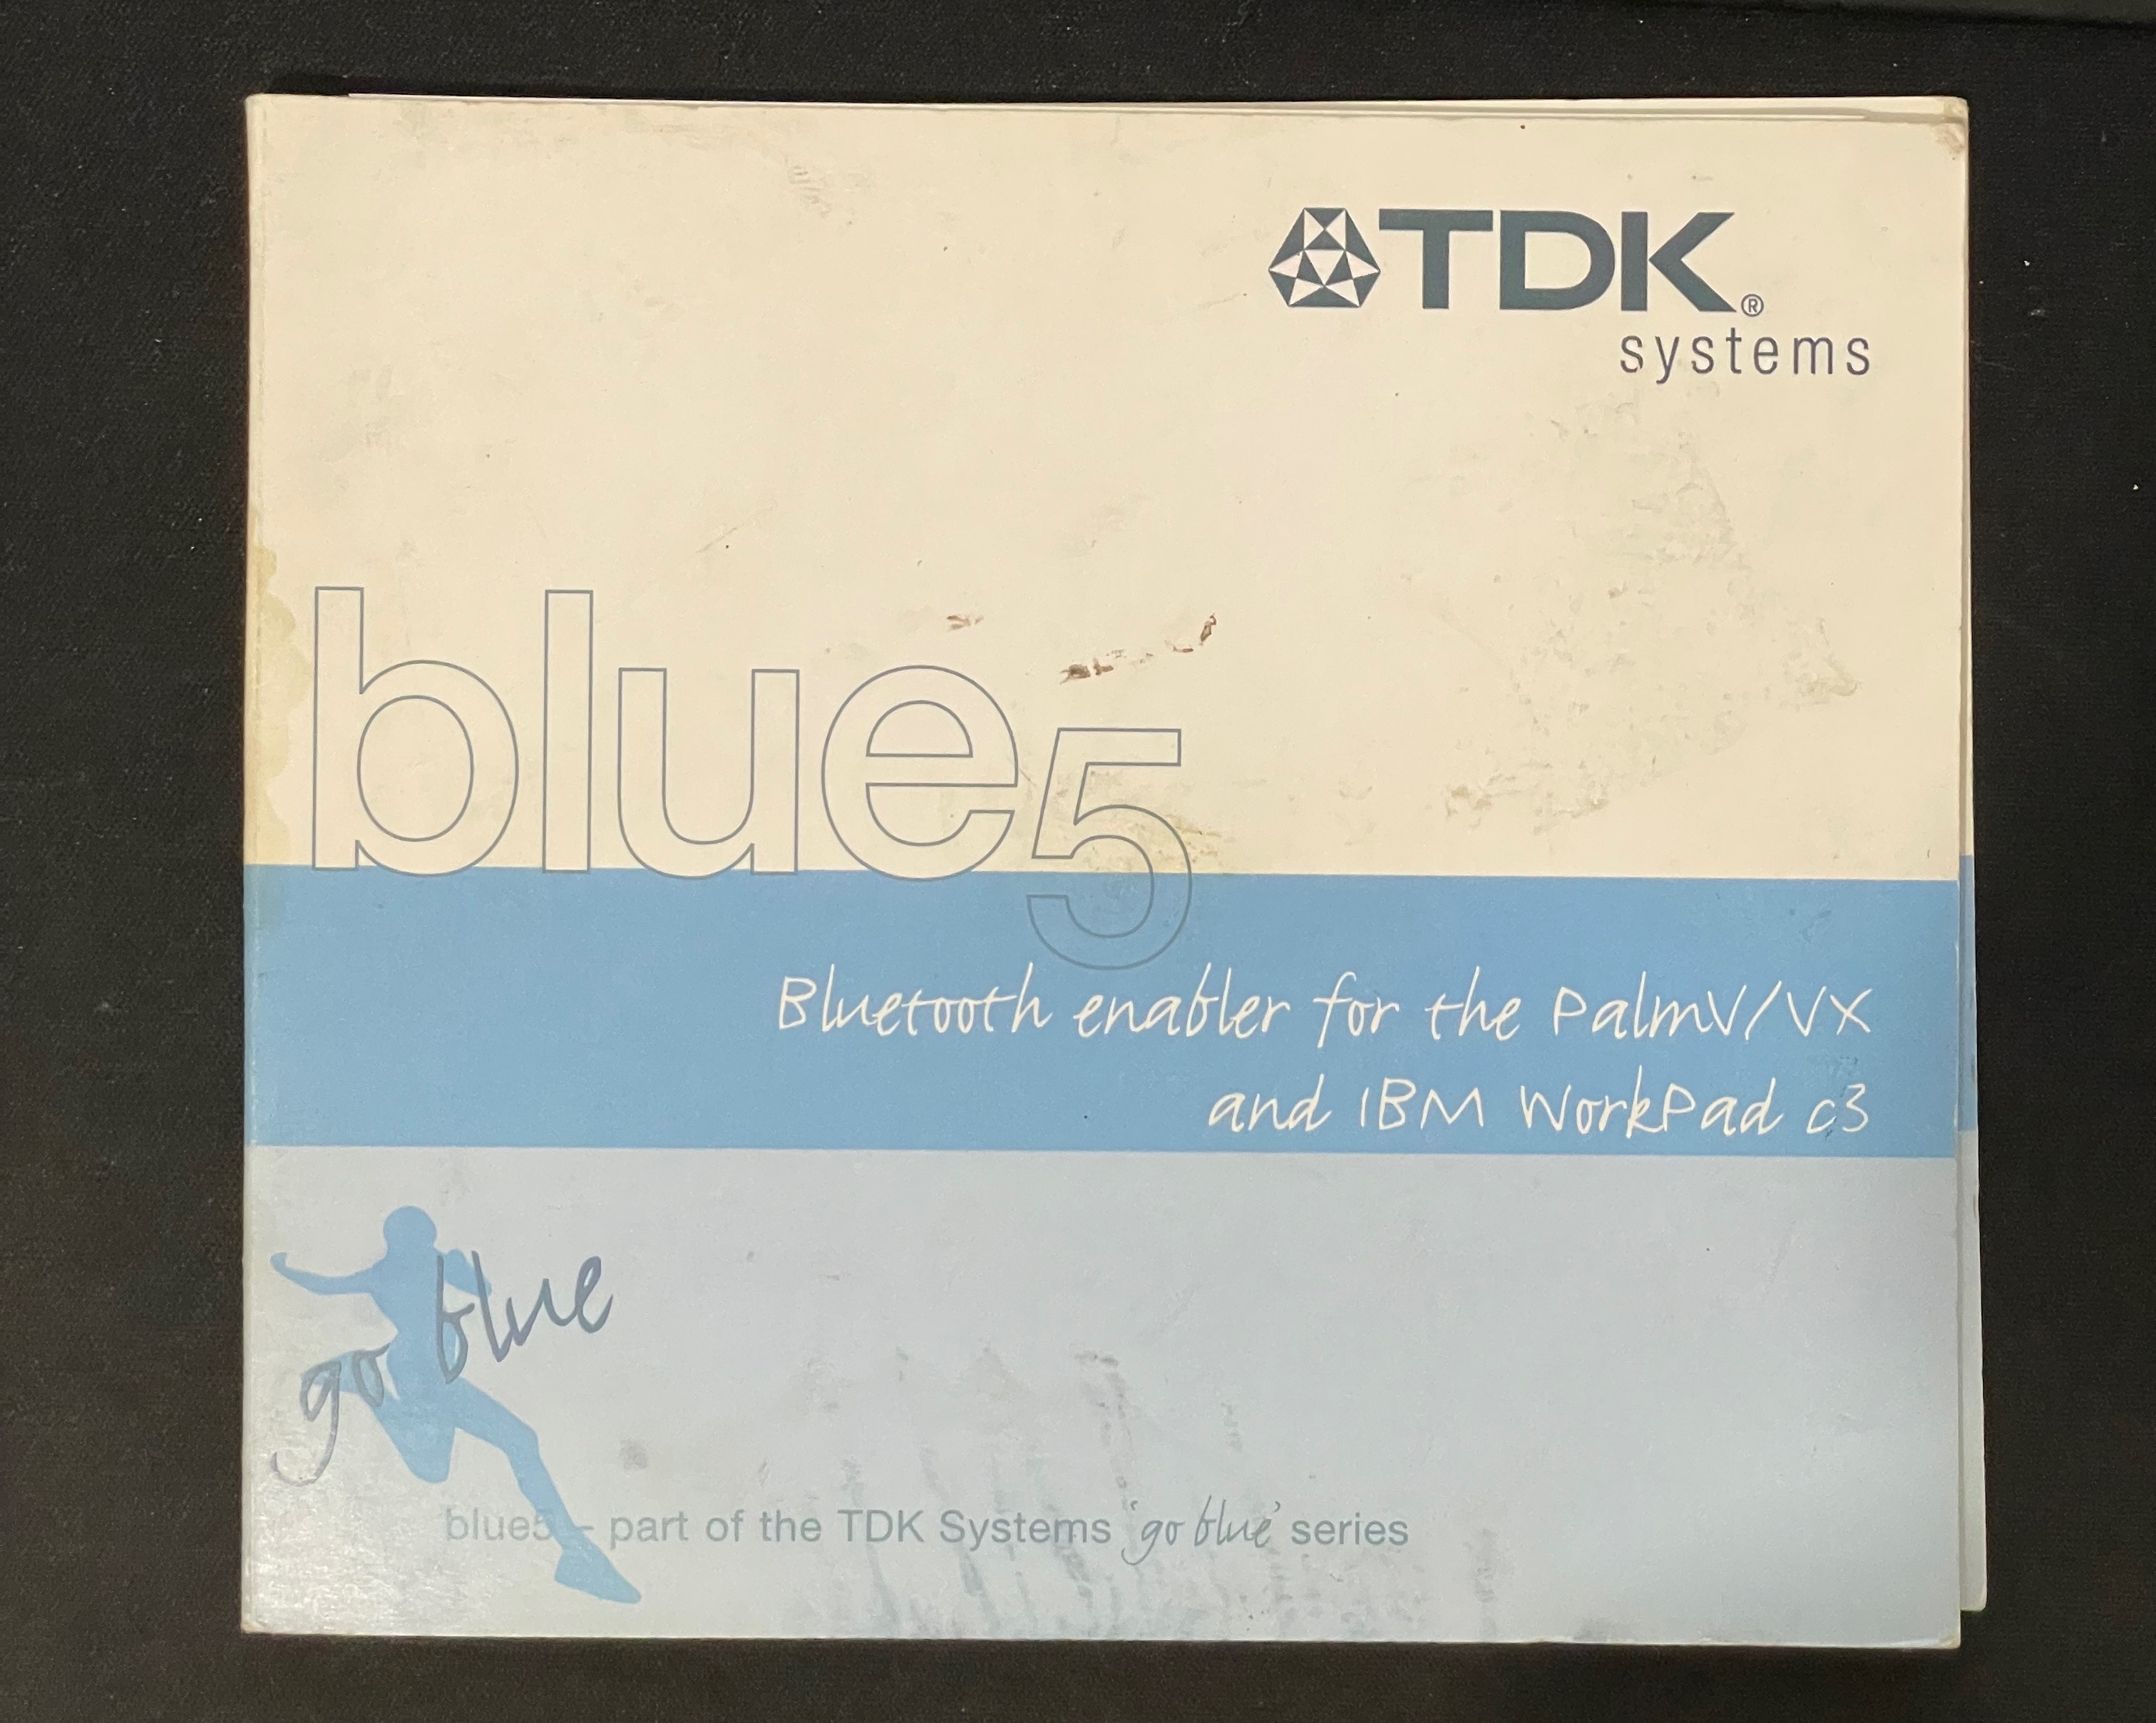 TDK®
systems
blue5
Bluetooth enabler for the PalmV/VX
and IBM WorkPad c3
go blue
blue5 – part of the TDK Systems 'go blue' series